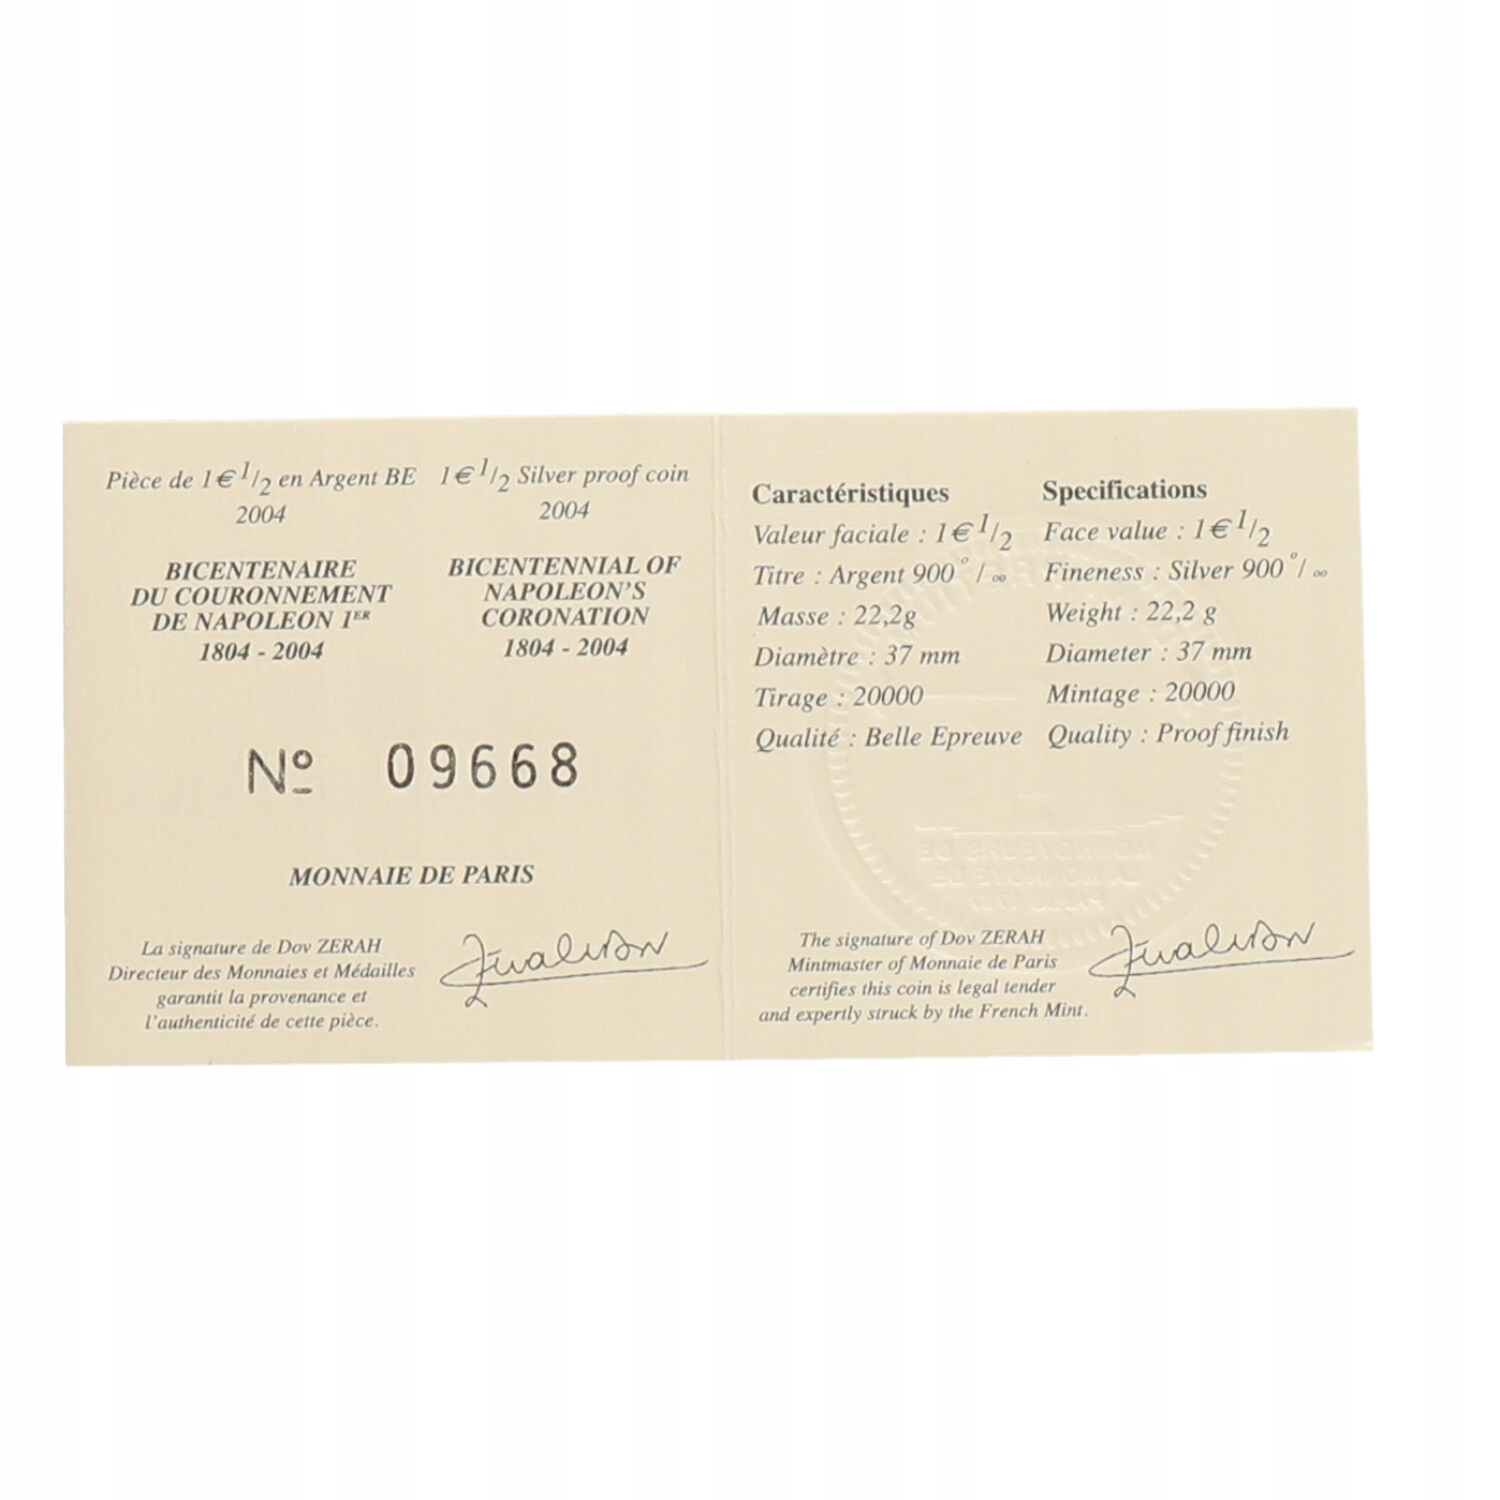 Pièce de 1€ 1/2 en Argent BE
2004
BICENTENAIRE
DU COURONNEMENT
DE NAPOLEON 1ER
1804 - 2004
1€ 1/2 Silver proof coin
2004
BICENTENNIAL OF
NAPOLEON'S
CORONATION
1804 - 2004
Nº 09668
MONNAIE DE PARIS
La signature de Dov ZERAH
Directeur des Monnaies et Médailles
garantit la provenance et
l'authenticité de cette pièce.
Caractéristiques
Valeur faciale : 1€ 1/2
Titre : Argent 900°/oo
Masse : 22,2g
Diamètre : 37 mm
Tirage : 20000
Qualité : Belle Epreuve
Specifications
Face value : 1€ 1/2
Fineness : Silver 900°/oo
Weight : 22,2 g
Diameter : 37 mm
Mintage : 20000
Quality : Proof finish
The signature of Dov ZERAH
Mintmaster of Monnaie de Paris
certifies this coin is legal tender
and expertly struck by the French Mint.